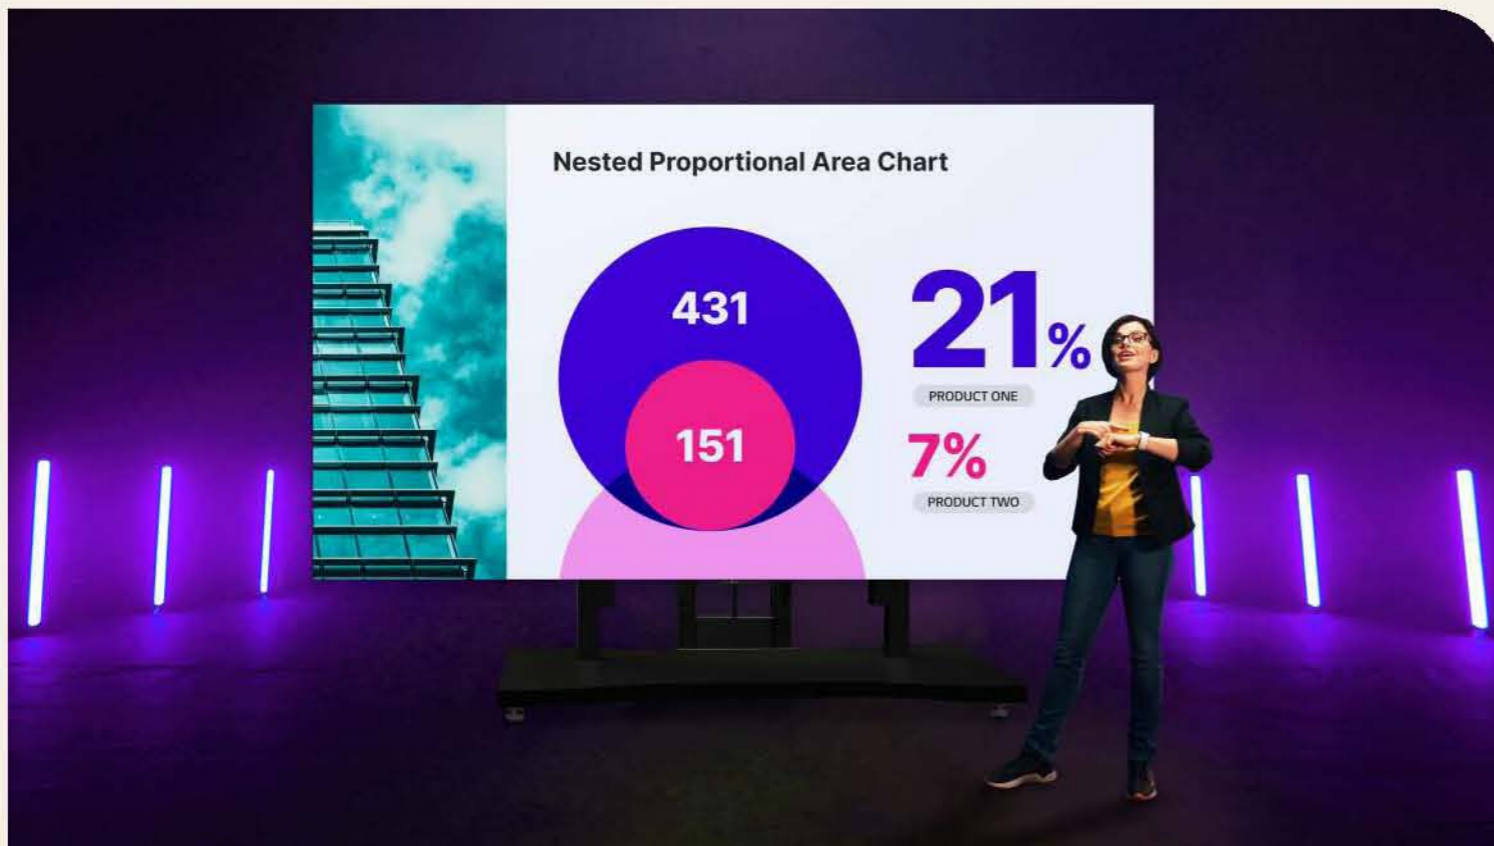 Nested Proportional Area Chart
431
151
21%
PRODUCT ONE
7%
PRODUCT TWO